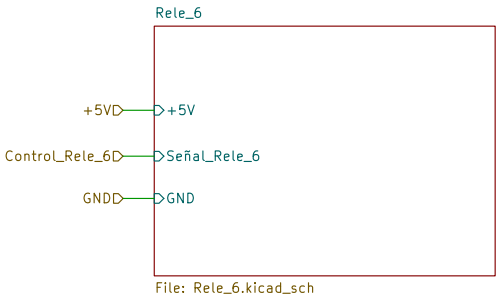 Rele_6
+5V +5V
Control_Rele_6 Señal_Rele_6
GND GND
File: Rele_6.kicad_sch